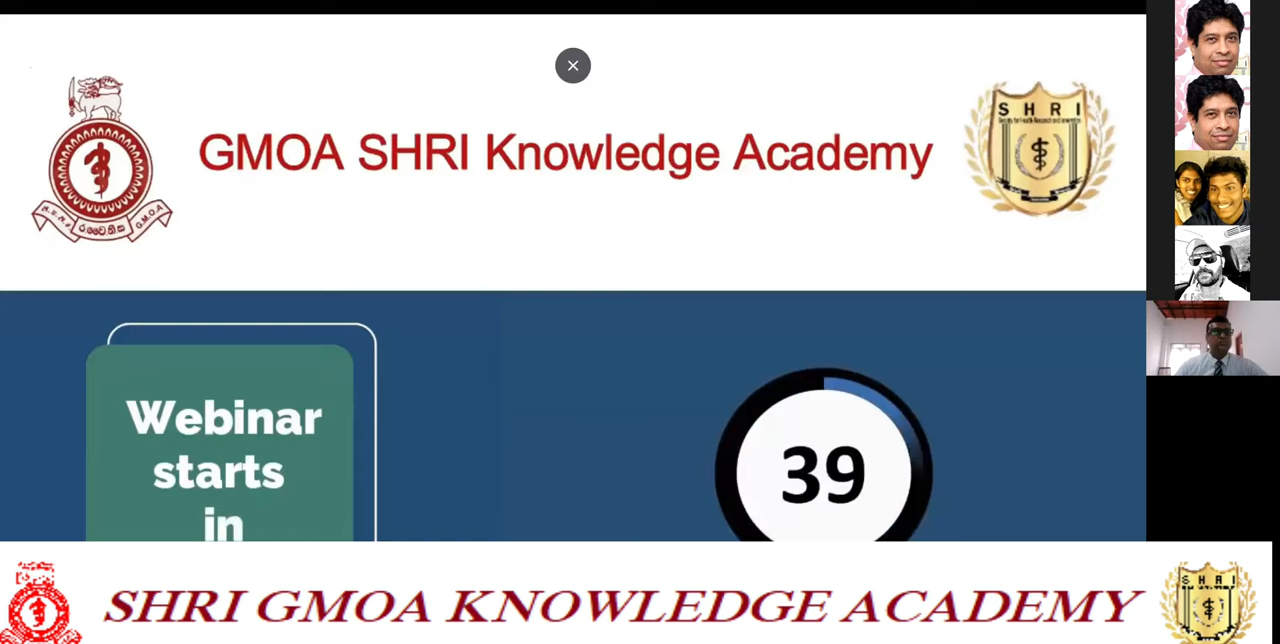 GMOA SHRI Knowledge Academy
S H R I
G.M.O.A
Webinar
starts
in
39
SHRI GMOA KNOWLEDGE ACADEMY
S H R I